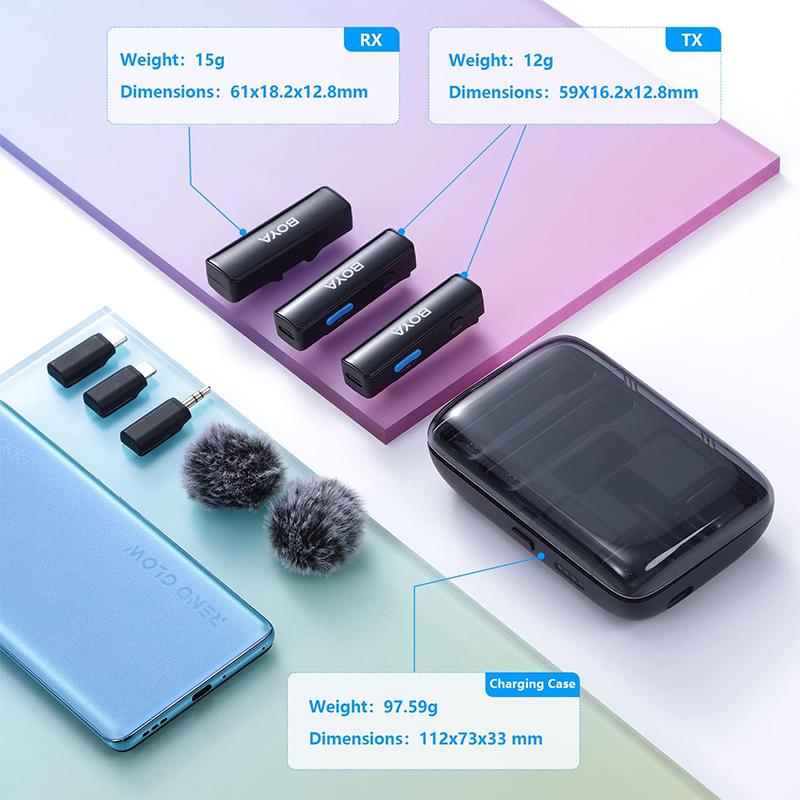 RX
Weight: 15g
Dimensions: 61x18.2x12.8mm
TX
Weight: 12g
Dimensions: 59X16.2x12.8mm
BOYA
BOYA
BOYA
RENO GLOW
Charging Case
Weight: 97.59g
Dimensions: 112x73x33 mm